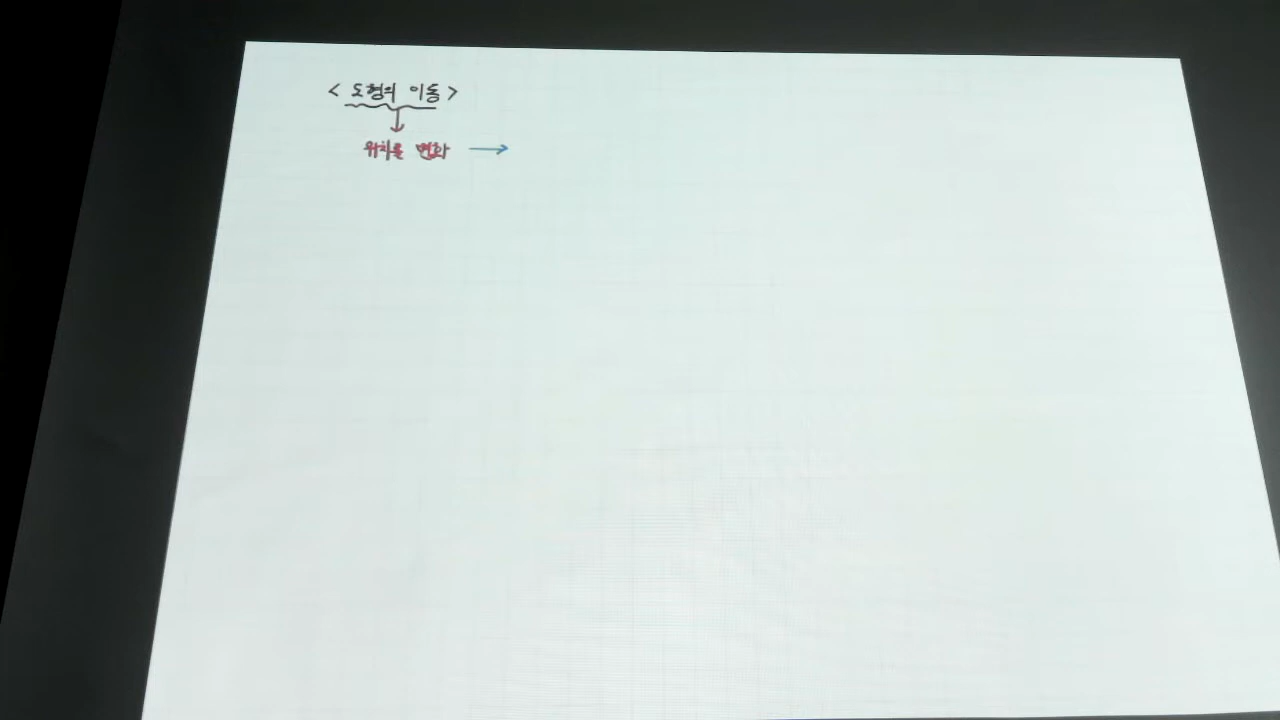 < 도형의 이동 >
↓
위치를 변화 →